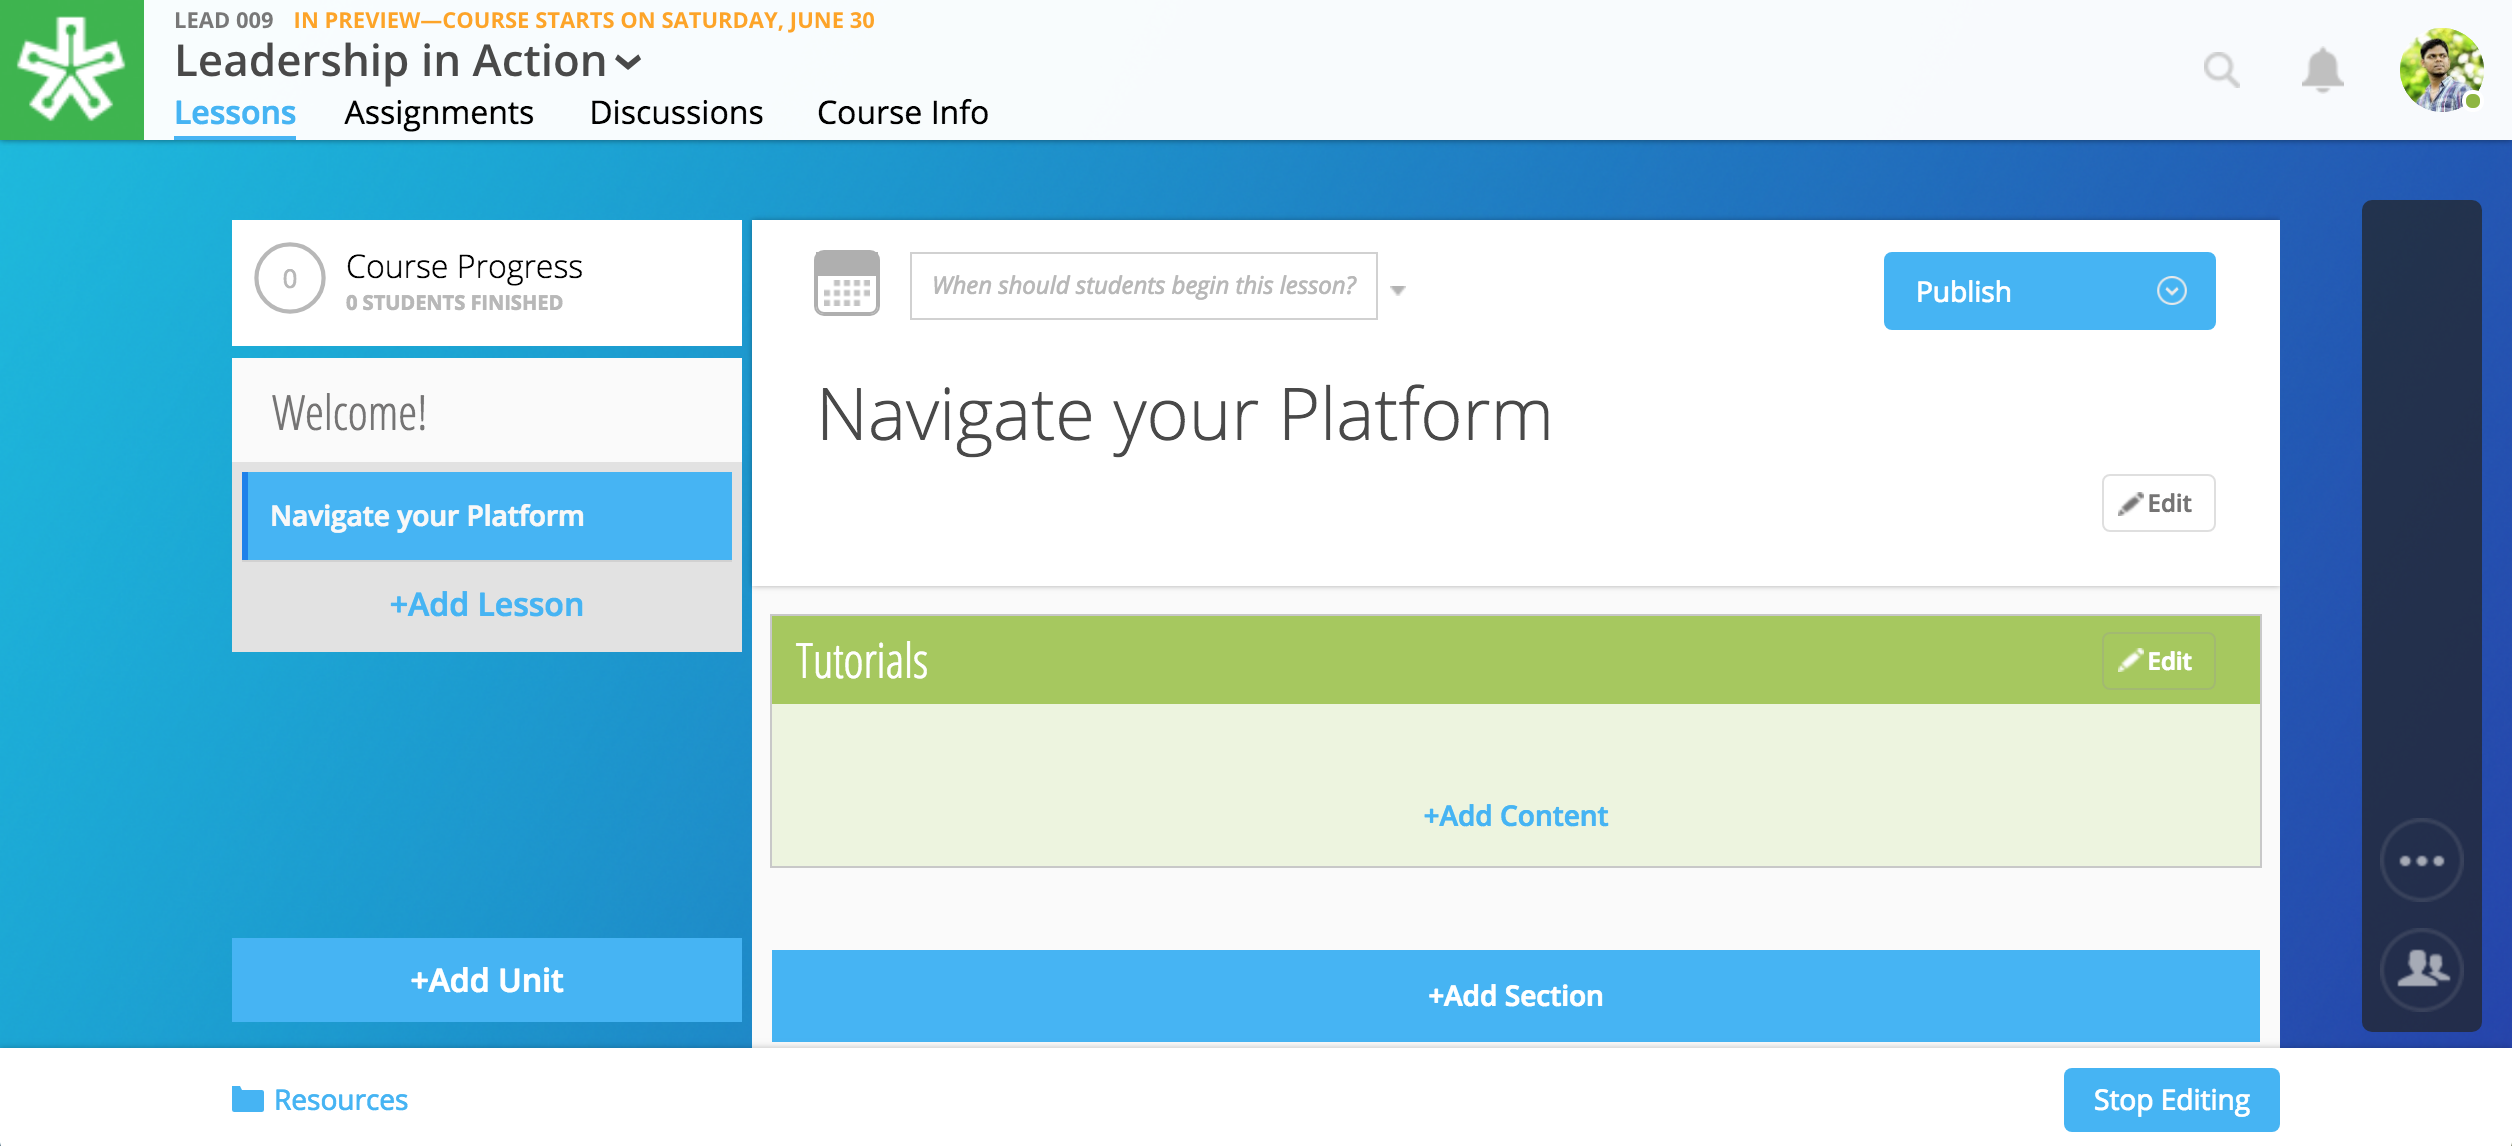 LEAD 009 IN PREVIEW—COURSE STARTS ON SATURDAY, JUNE 30
Leadership in Action
Lessons Assignments Discussions Course Info
0
Course Progress
0 STUDENTS FINISHED
Welcome!
Navigate your Platform
+Add Lesson
+Add Unit
When should students begin this lesson?
Publish
Navigate your Platform
Edit
Tutorials
Edit
+Add Content
+Add Section
Resources
Stop Editing